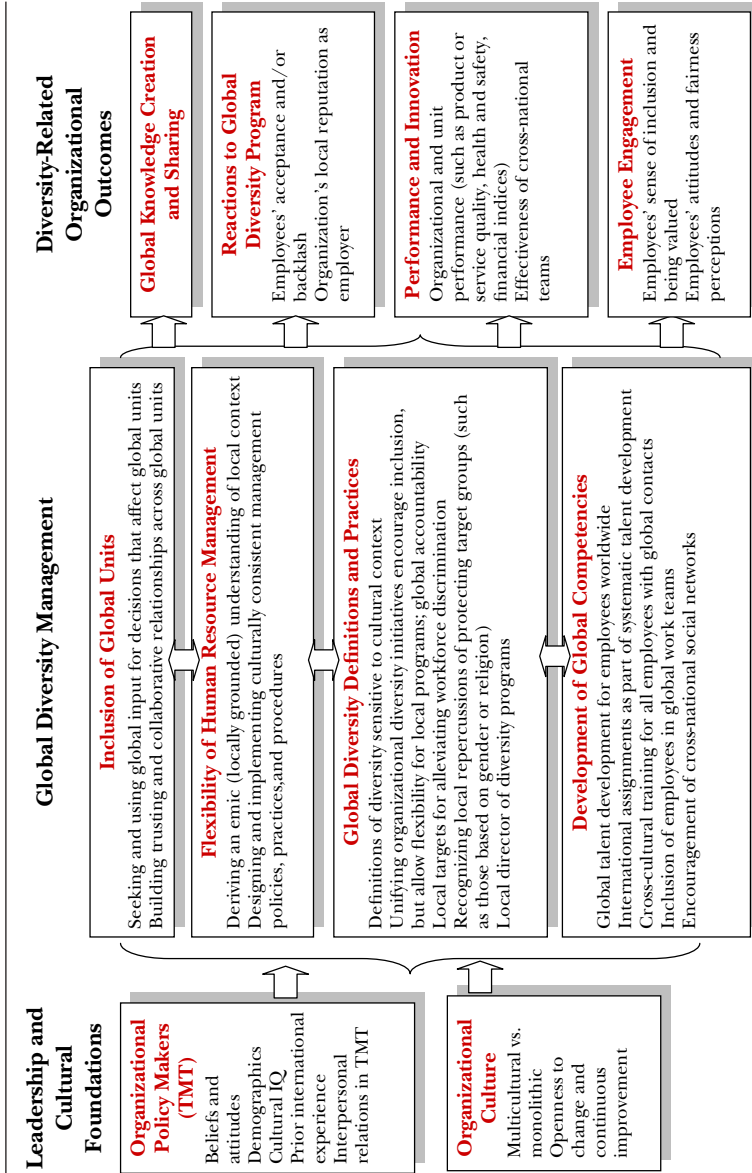 Leadership and
Cultural
Foundations
Organizational
Policy Makers
(TMT)
Beliefs and
attitudes
Demographics
Cultural IQ
Prior international
experience
Interpersonal
relations in TMT
Organizational
Culture
Multicultural vs.
monolithic
Openness to
change and
continuous
improvement
Global Diversity Management
Inclusion of Global Units
Seeking and using global input for decisions that affect global units
Building trusting and collaborative relationships across global units
Flexibility of Human Resource Management
Deriving an emic (locally grounded) understanding of local context
Designing and implementing culturally consistent management
policies, practices,and procedures
Global Diversity Definitions and Practices
Definitions of diversity sensitive to cultural context
Unifying organizational diversity initiatives encourage inclusion,
but allow flexibility for local programs; global accountability
Local targets for alleviating workforce discrimination
Recognizing local repercussions of protecting target groups (such
as those based on gender or religion)
Local director of diversity programs
Development of Global Competencies
Global talent development for employees worldwide
International assignments as part of systematic talent development
Cross-cultural training for all employees with global contacts
Inclusion of employees in global work teams
Encouragement of cross-national social networks
Diversity-Related
Organizational
Outcomes
Global Knowledge Creation
and Sharing
Reactions to Global
Diversity Program
Employees' acceptance and/or
backlash
Organization's local reputation as
employer
Performance and Innovation
Organizational and unit
performance (such as product or
service quality, health and safety,
financial indices)
Effectiveness of cross-national
teams
Employee Engagement
Employees' sense of inclusion and
being valued
Employees' attitudes and fairness
perceptions